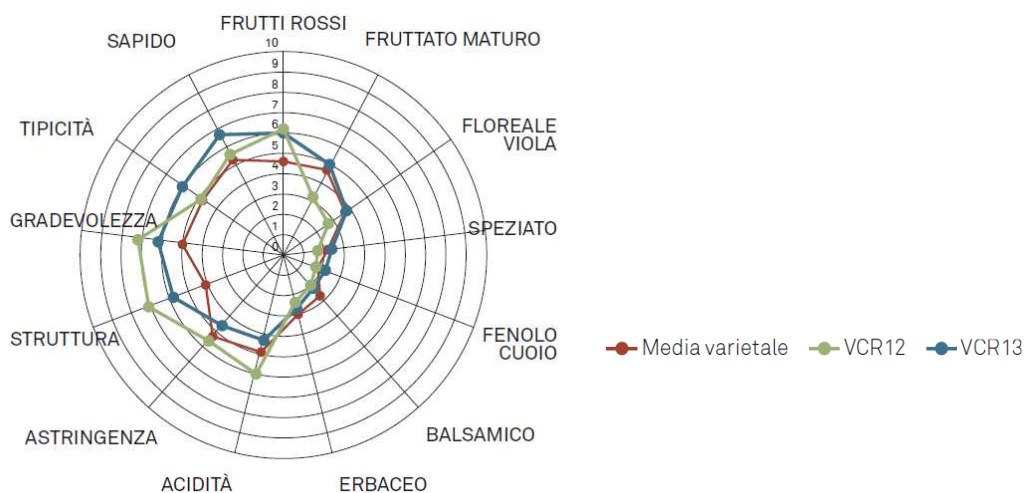 FRUTTI ROSSI
SAPIDO
FRUTTATO MATURO
10
9
8
7
6
5
4
3
2
1
0
TIPICITÀ
FLOREALE
VIOLA
GRADEVOLEZZA
SPEZIATO
STRUTTURA
FENOLO
CUOIO
Media varietale
VCR12
VCR13
ASTRINGENZA
BALSAMICO
ACIDITÀ
ERBACEO